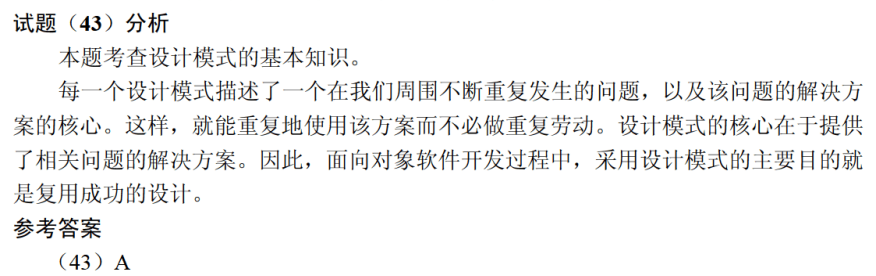 试题（43）分析
本题考查设计模式的基本知识。
每一个设计模式描述了一个在我们周围不断重复发生的问题，以及该问题的解决方
案的核心。这样，就能重复地使用该方案而不必做重复劳动。设计模式的核心在于提供
了相关问题的解决方案。因此，面向对象软件开发过程中，采用设计模式的主要目的就
是复用成功的设计。
参考答案
（43）A